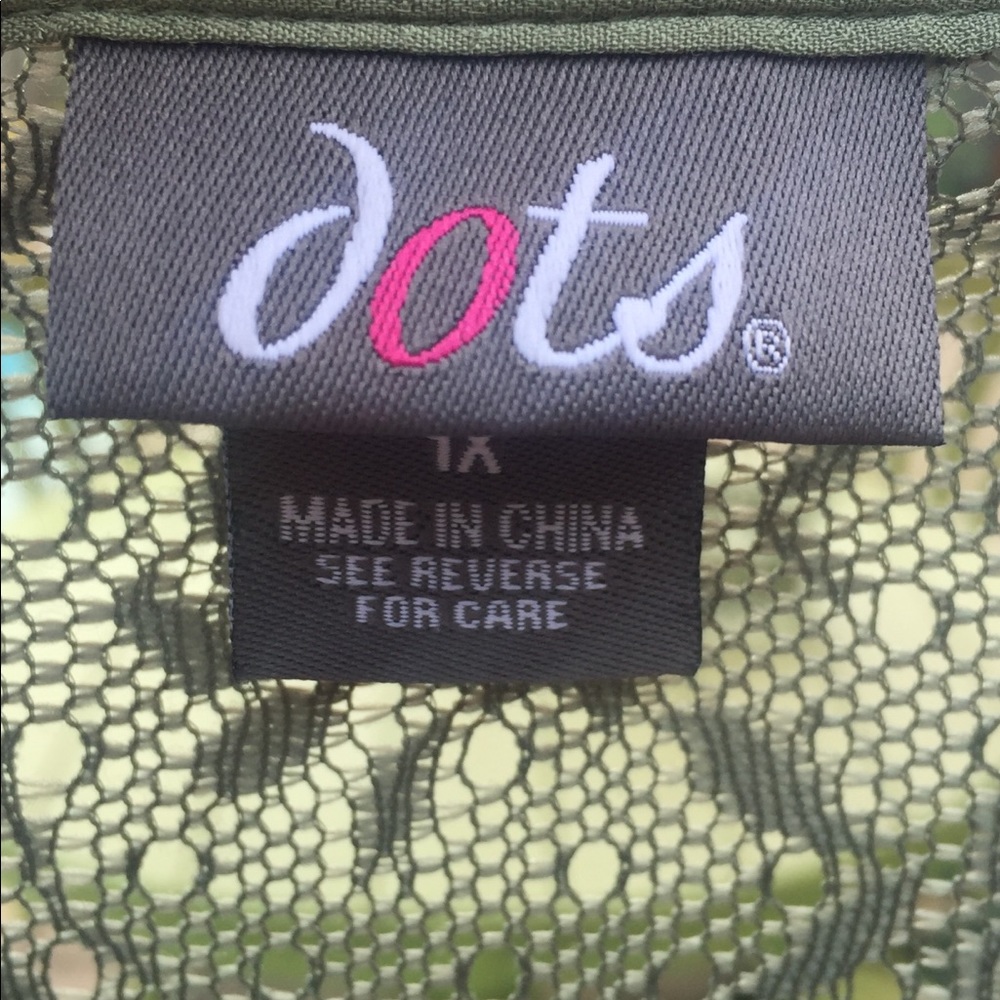 dots®
1X
MADE IN CHINA
SEE REVERSE
FOR CARE